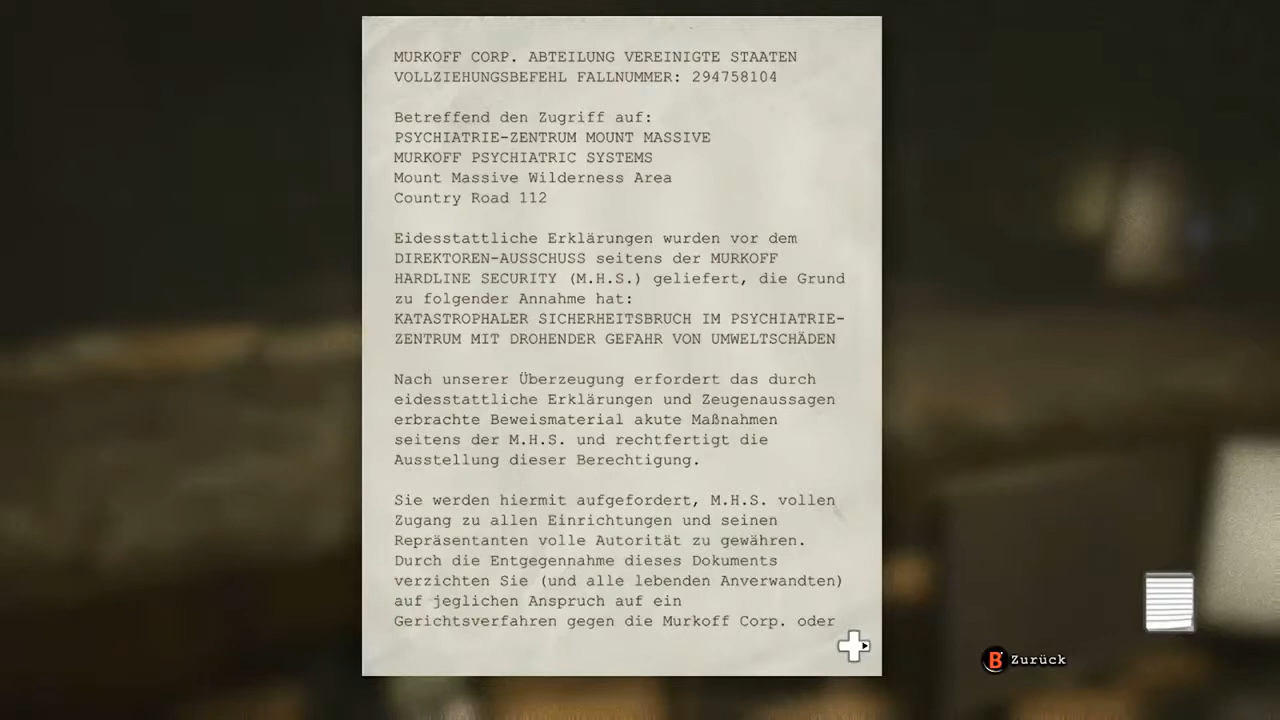 MURKOFF CORP. ABTEILUNG VEREINIGTE STAATEN
VOLLZIEHUNGSBEFEHL FALLNUMMER: 294758104
Betreffend den Zugriff auf:
PSYCHIATRIE-ZENTRUM MOUNT MASSIVE
MURKOFF PSYCHIATRIC SYSTEMS
Mount Massive Wilderness Area
Country Road 112
Eidesstattliche Erklärungen wurden vor dem
DIREKTOREN-AUSSCHUSS seitens der MURKOFF
HARDLINE SECURITY (M.H.S.) geliefert, die Grund
zu folgender Annahme hat:
KATASTROPHALER SICHERHEITSBRUCH IM PSYCHIATRIE-
ZENTRUM MIT DROHENDER GEFAHR VON UMWELTSCHÄDEN
Nach unserer Überzeugung erfordert das durch
eidesstattliche Erklärungen und Zeugenaussagen
erbrachte Beweismaterial akute Maßnahmen
seitens der M.H.S. und rechtfertigt die
Ausstellung dieser Berechtigung.
Sie werden hiermit aufgefordert, M.H.S. vollen
Zugang zu allen Einrichtungen und seinen
Repräsentanten volle Autorität zu gewähren.
Durch die Entgegennahme dieses Dokuments
verzichten Sie (und alle lebenden Anverwandten)
auf jeglichen Anspruch auf ein
Gerichtsverfahren gegen die Murkoff Corp. oder
B Zurück